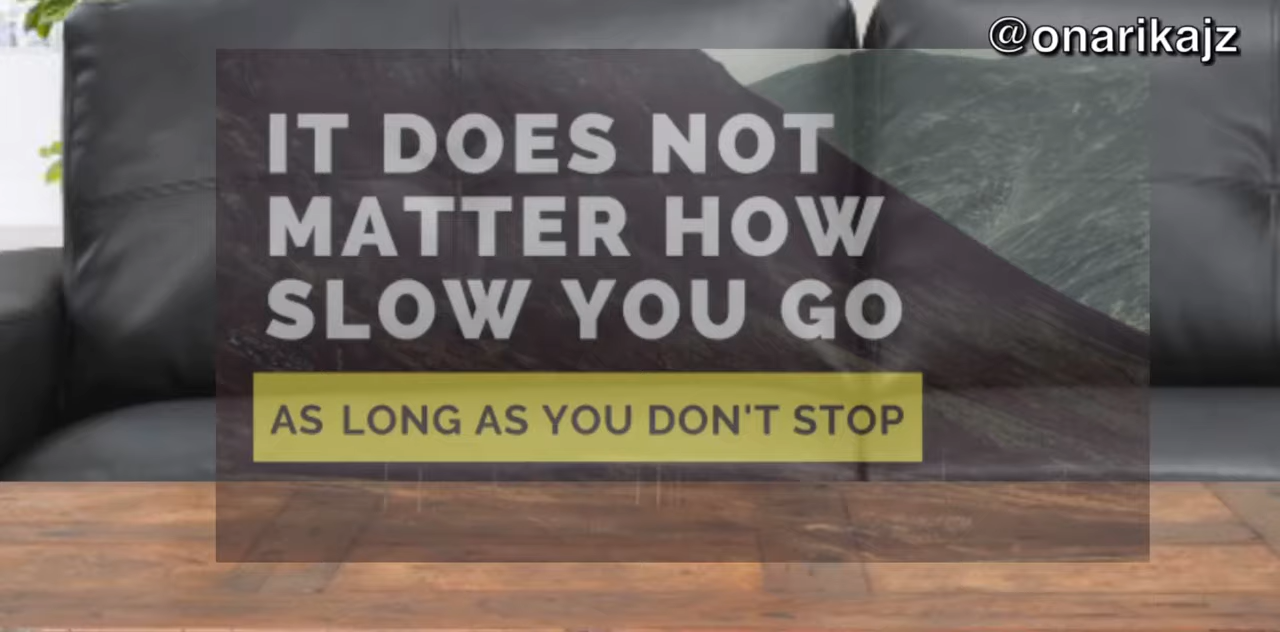 @onarikajz
IT DOES NOT
MATTER HOW
SLOW YOU GO
AS LONG AS YOU DON'T STOP